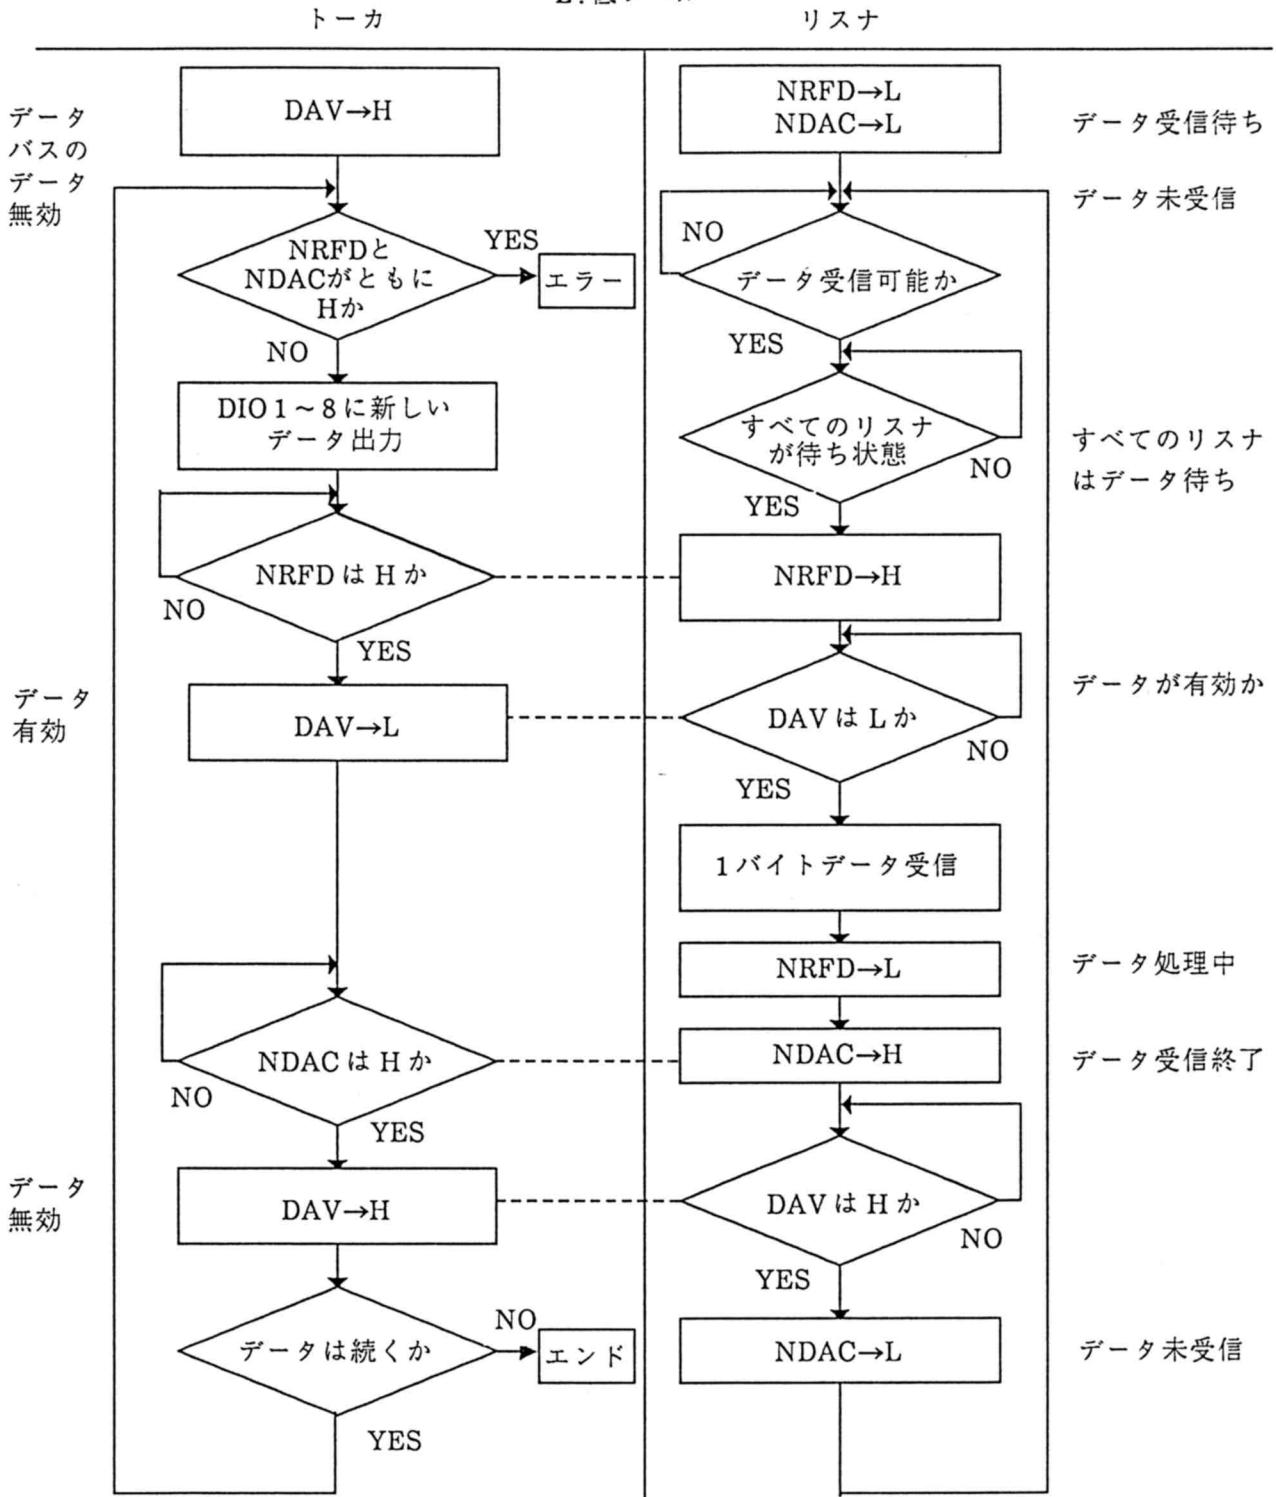 トーカ
リスナ
データ
バスの
データ
無効
DAV→H
NRFDと
NDACがともに
Hか
YES
エラー
NO
DIO1~8に新しい
データ出力
NRFDはHか
NO
YES
データ
有効
DAV→L
NDACはHか
NO
YES
データ
無効
DAV→H
データは続くか
NO
エンド
YES
NRFD→L
NDAC→L
データ受信待ち
データ未受信
NO
データ受信可能か
YES
すべてのリスナ
が待ち状態
NO
すべてのリスナ
はデータ待ち
YES
NRFD→H
データが有効か
DAVはLか
NO
YES
1バイトデータ受信
NRFD→L
データ処理中
NDAC→H
データ受信終了
DAVはHか
NO
YES
NDAC→L
データ未受信